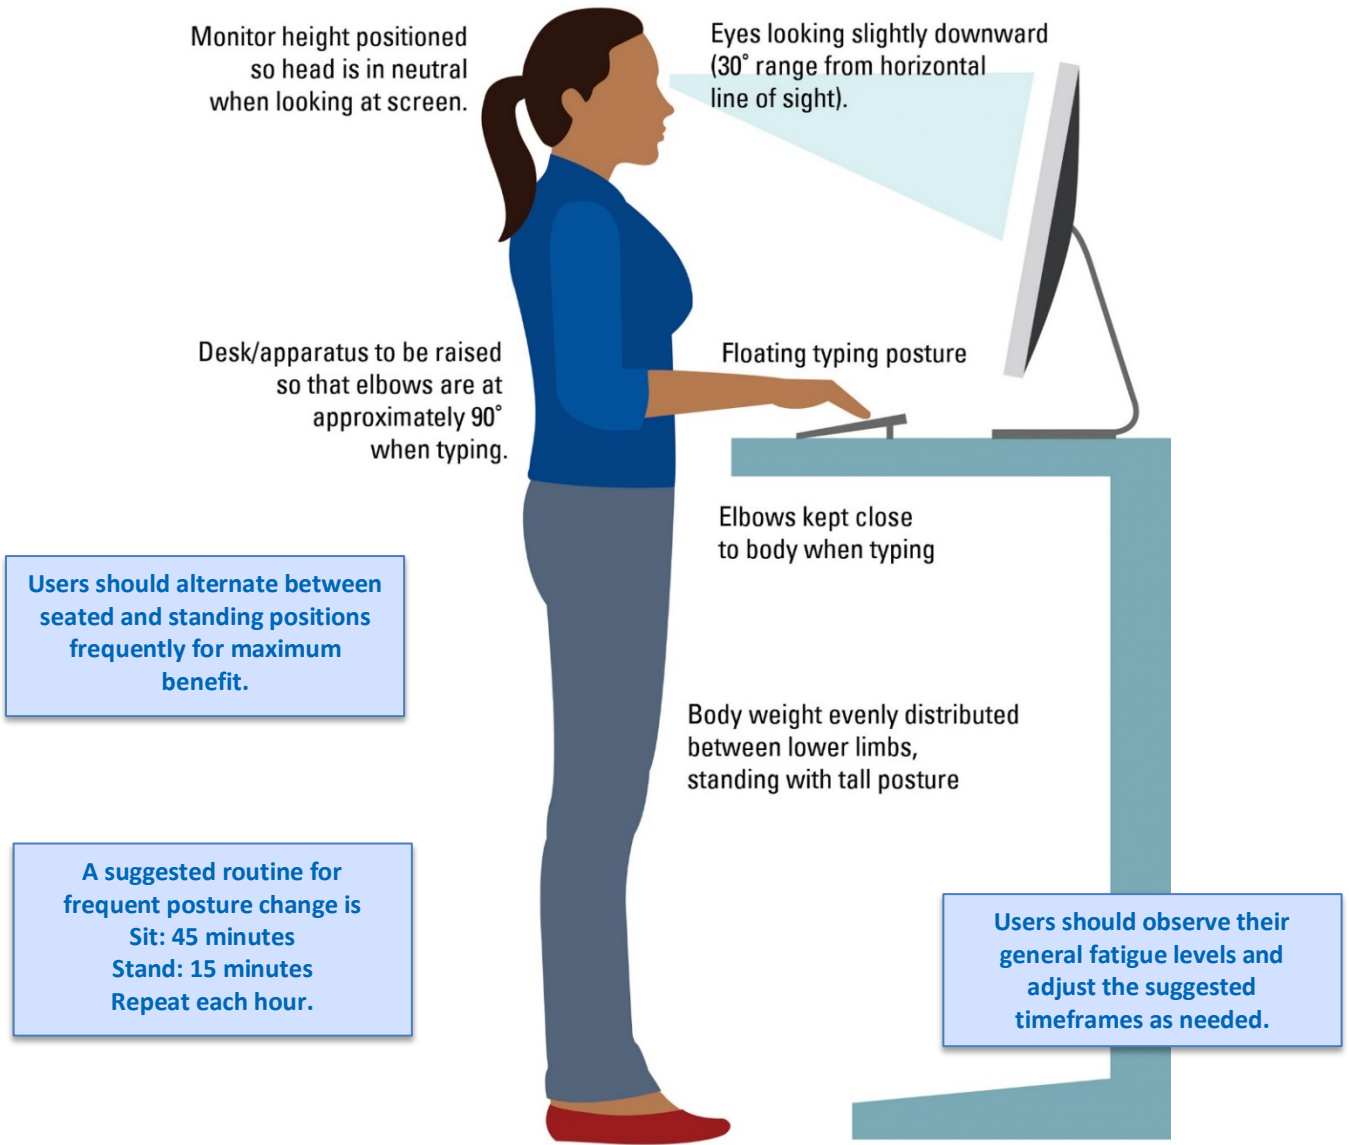 Monitor height positioned
so head is in neutral
when looking at screen.
Eyes looking slightly downward
(30˚ range from horizontal
line of sight).
Desk/apparatus to be raised
so that elbows are at
approximately 90˚
when typing.
Floating typing posture
Elbows kept close
to body when typing
Users should alternate between
seated and standing positions
frequently for maximum
benefit.
Body weight evenly distributed
between lower limbs,
standing with tall posture
A suggested routine for
frequent posture change is
Sit: 45 minutes
Stand: 15 minutes
Repeat each hour.
Users should observe their
general fatigue levels and
adjust the suggested
timeframes as needed.